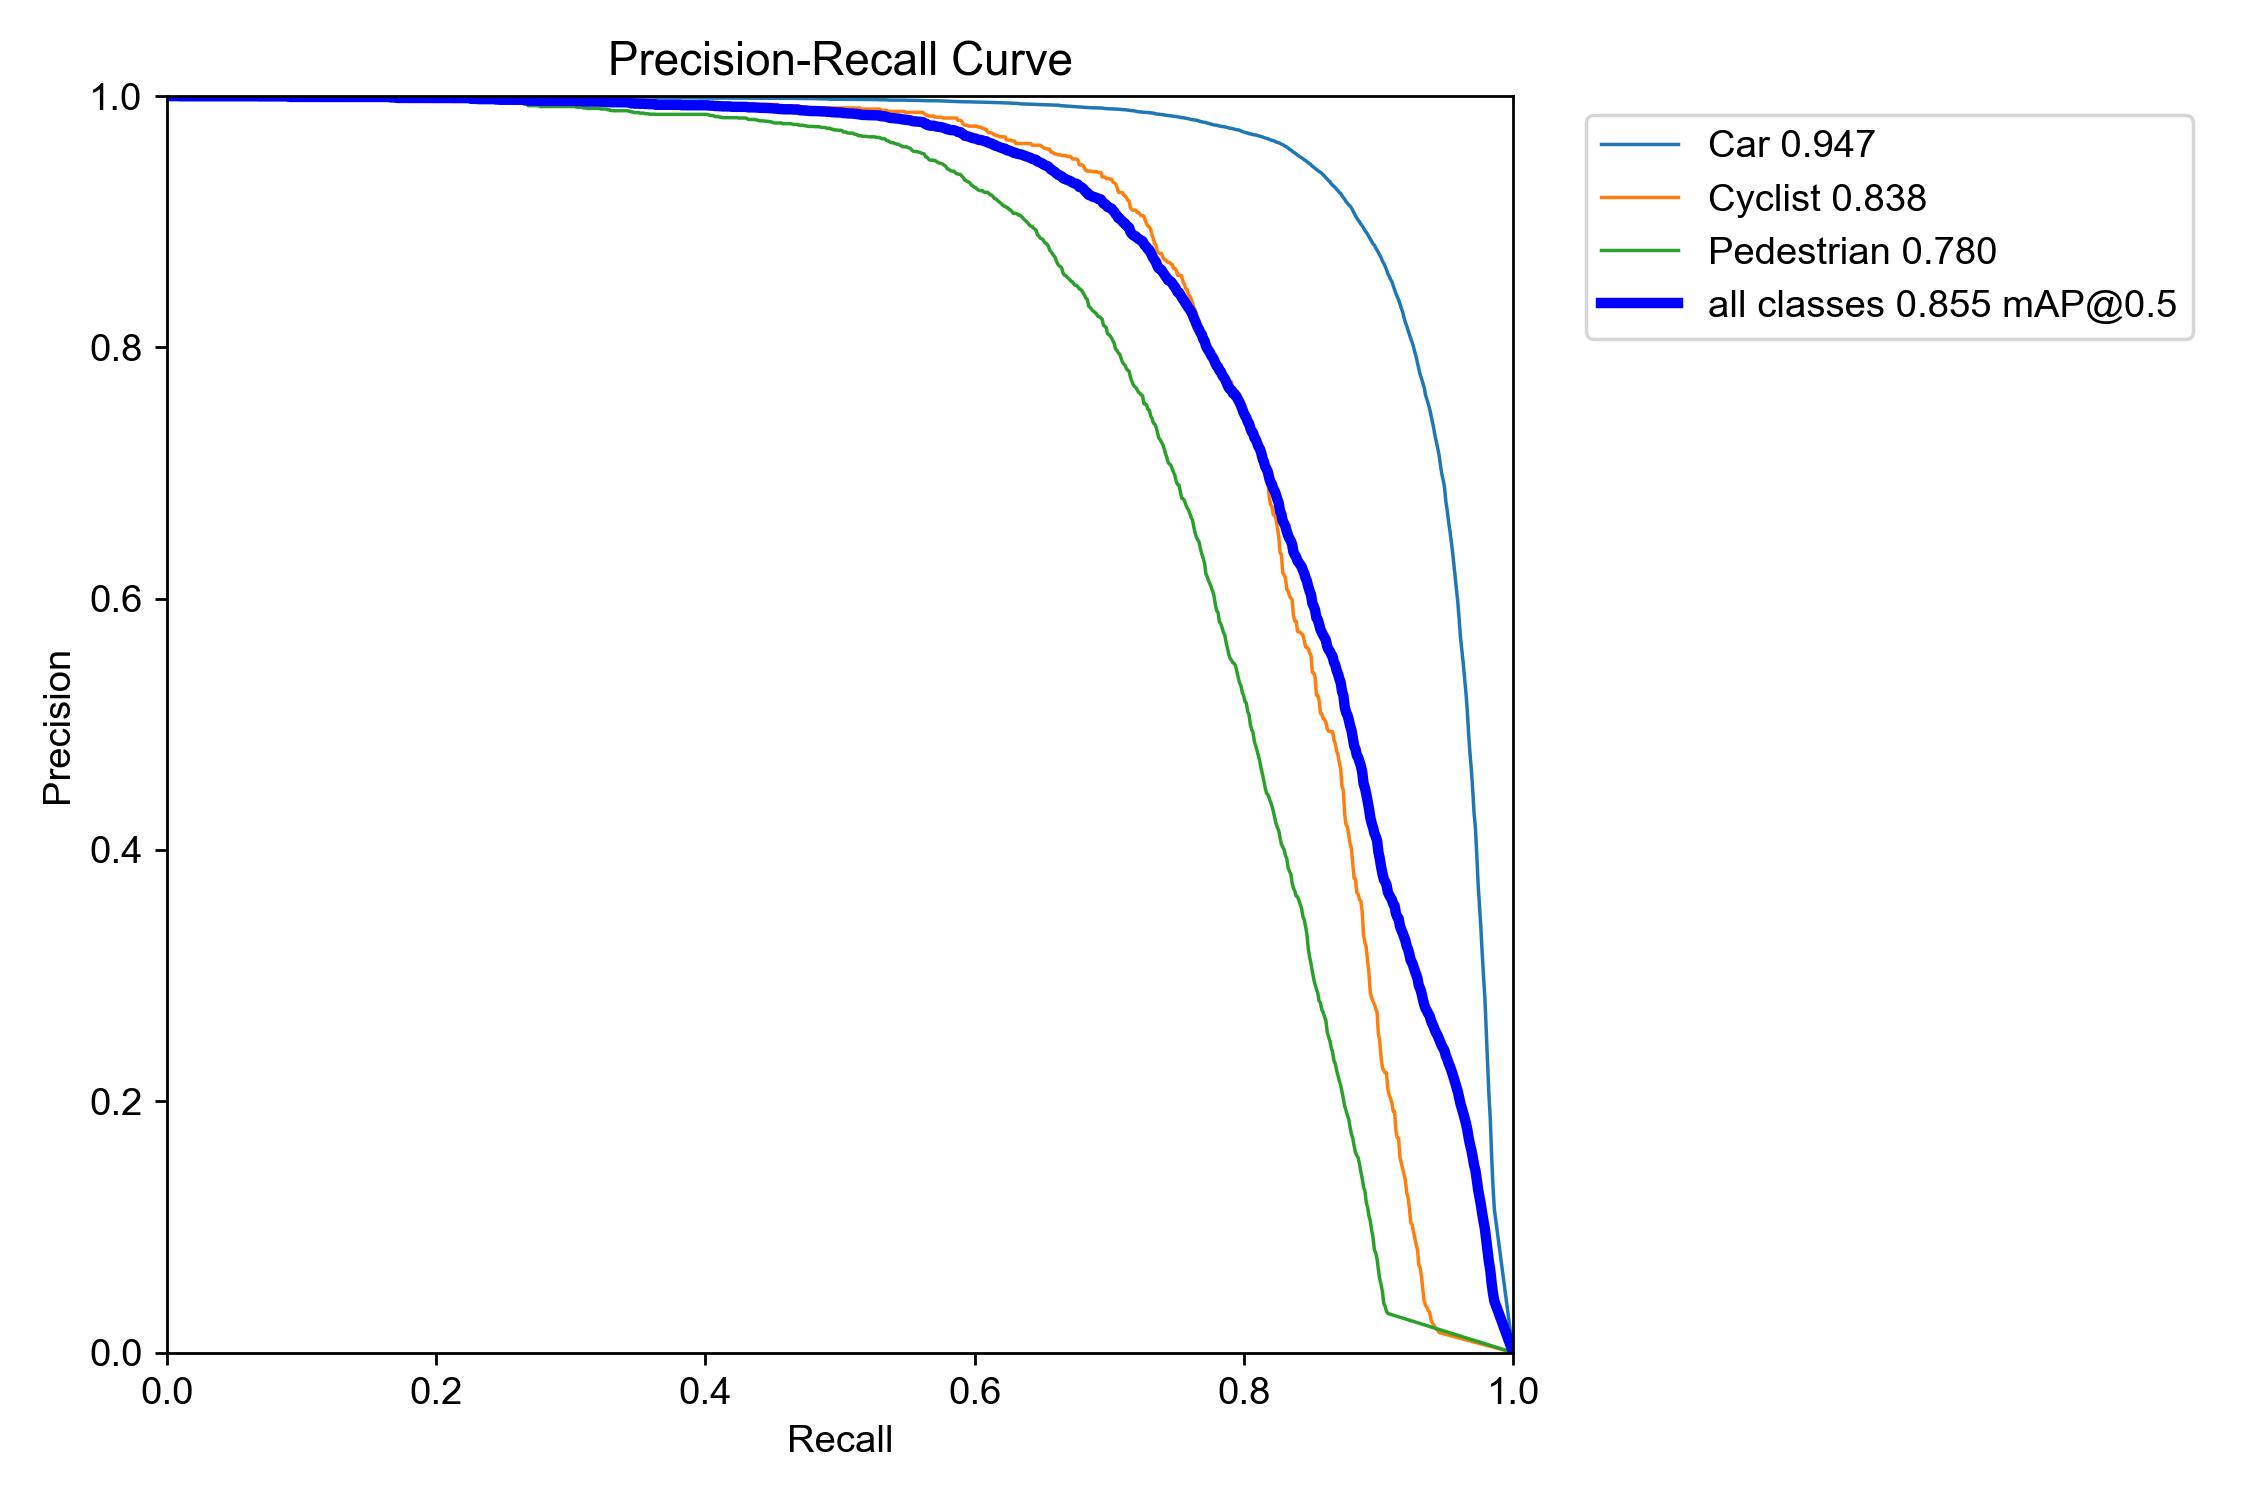 Precision-Recall Curve
1.0
0.8
0.6
0.4
0.2
0.0
Precision
0.0 0.2 0.4 0.6 0.8 1.0
Recall
Car 0.947
Cyclist 0.838
Pedestrian 0.780
all classes 0.855 mAP@0.5